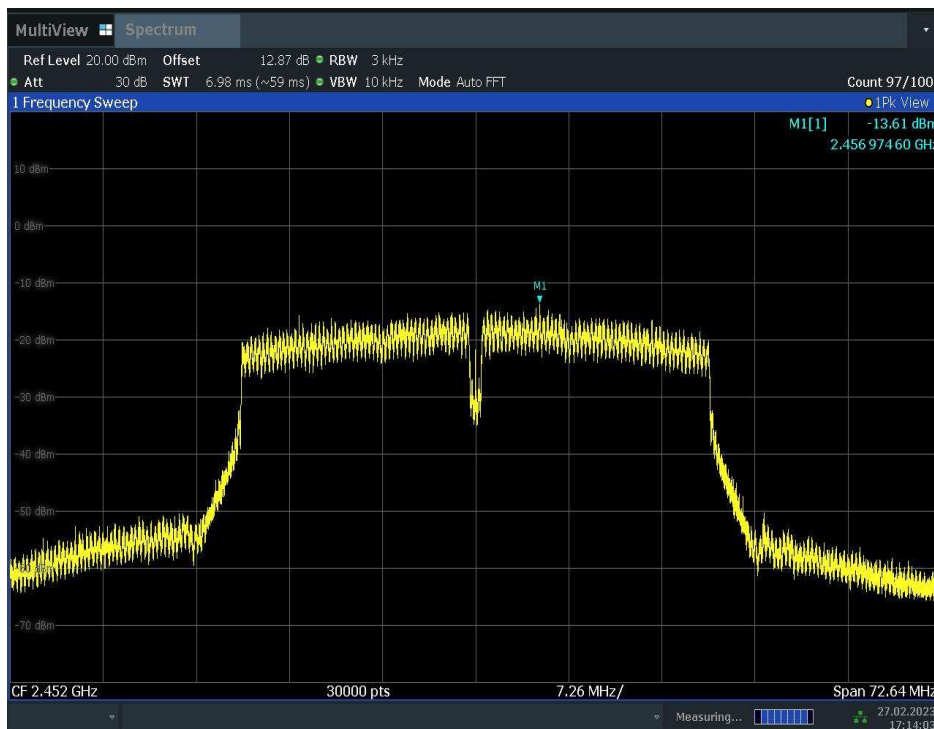 MultiView Spectrum
Ref Level 20.00 dBm Offset 12.87 dB RBW 3 kHz
Att 30 dB SWT 6.98 ms (~59 ms) VBW 10 kHz Mode Auto FFT Count 97/100
1 Frequency Sweep 1Pk View
M1[1] -13.61 dBm
2.456 974 60 GHz
10 dBm
0 dBm
-10 dBm
M1
-20 dBm
-30 dBm
-40 dBm
-50 dBm
-70 dBm
CF 2.452 GHz 30000 pts 7.26 MHz/ Span 72.64 MHz
Measuring... 27.02.2023
17:14:03